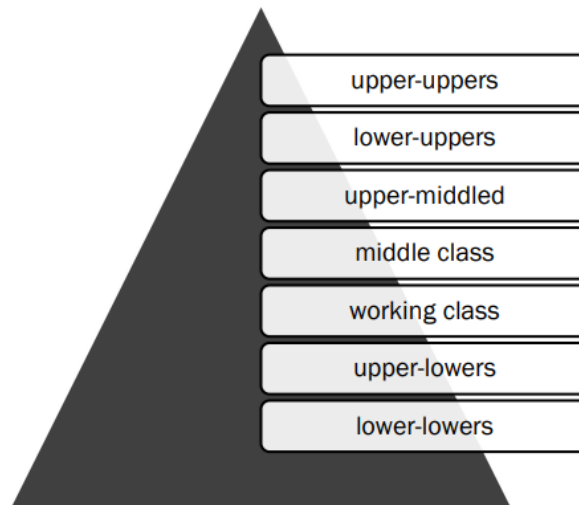 upper-uppers
lower-uppers
upper-middled
middle class
working class
upper-lowers
lower-lowers